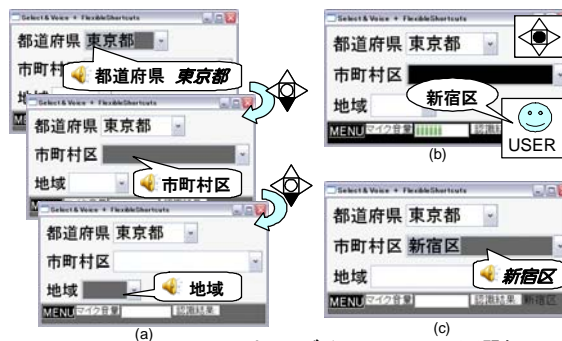 Select & Voice + FlexibleShortcuts
都道府県 東京都
市町村
都道府県 東京都
Select & Voice + FlexibleShortcuts
都道府県 東京都
市町村区
市町村区
地域
Select & Voice + FlexibleShortcuts
都道府県 東京都
市町村区
地域
地域
MENU マイク音量 認識結果
(a)
Select & Voice + FlexibleShortcuts
都道府県 東京都
市町村区
新宿区
地域
MENU マイク音量 認識
USER
(b)
Select & Voice + FlexibleShortcuts
都道府県 東京都
市町村区 新宿区
地域
新宿区
MENU マイク音量 認識結果 新宿区
(c)